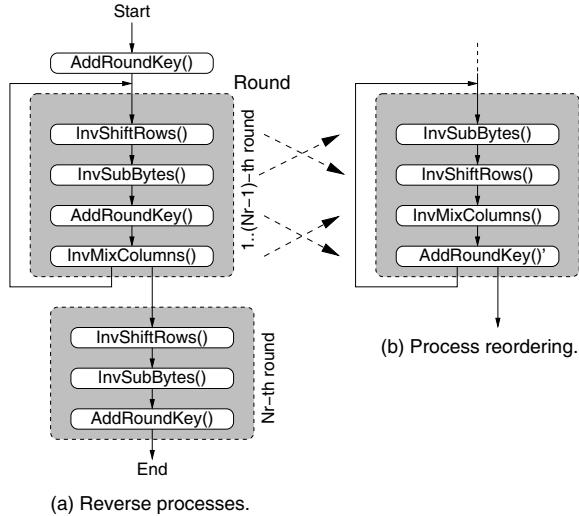 Start
AddRoundKey()
Round
InvShiftRows()
InvSubBytes()
AddRoundKey()
InvMixColumns()
1..(Nr−1)−th round
InvSubBytes()
InvShiftRows()
InvMixColumns()
AddRoundKey()'
(b) Process reordering.
InvShiftRows()
InvSubBytes()
AddRoundKey()
Nr−th round
End
(a) Reverse processes.